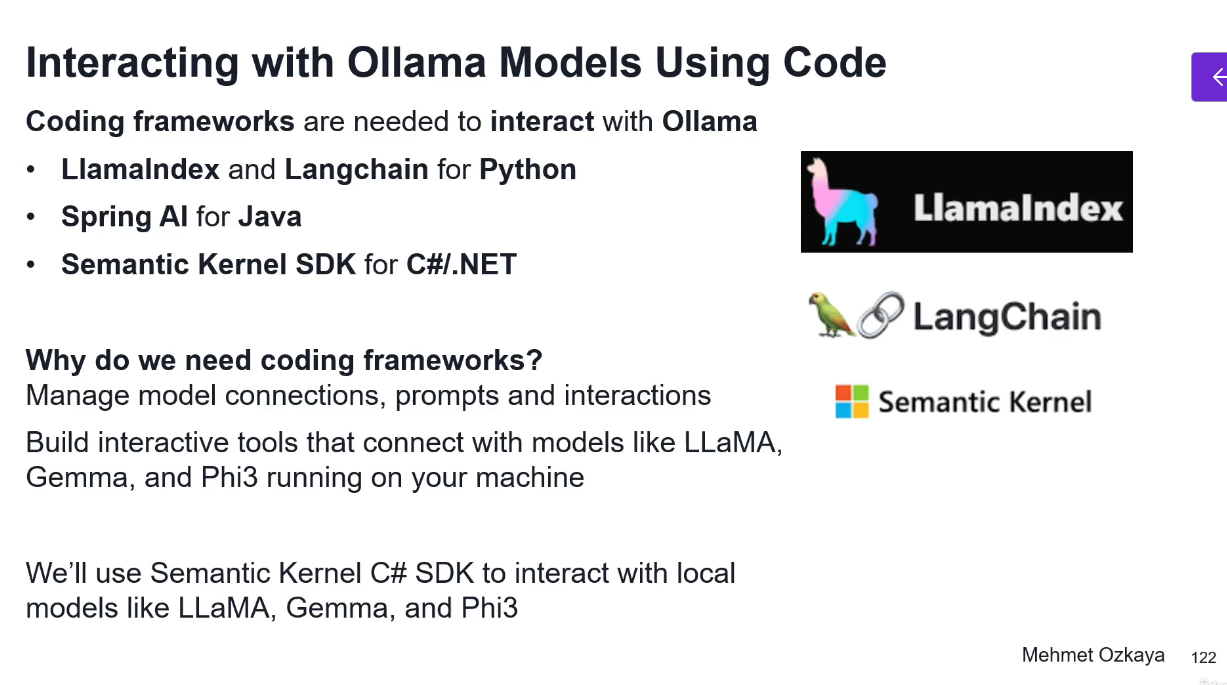 Interacting with Ollama Models Using Code
Coding frameworks are needed to interact with Ollama
• LlamaIndex and Langchain for Python
• Spring AI for Java
• Semantic Kernel SDK for C#/.NET
Why do we need coding frameworks?
Manage model connections, prompts and interactions
Build interactive tools that connect with models like LLaMA,
Gemma, and Phi3 running on your machine
We’ll use Semantic Kernel C# SDK to interact with local
models like LLaMA, Gemma, and Phi3
LlamaIndex
LangChain
Semantic Kernel
Mehmet Ozkaya
122